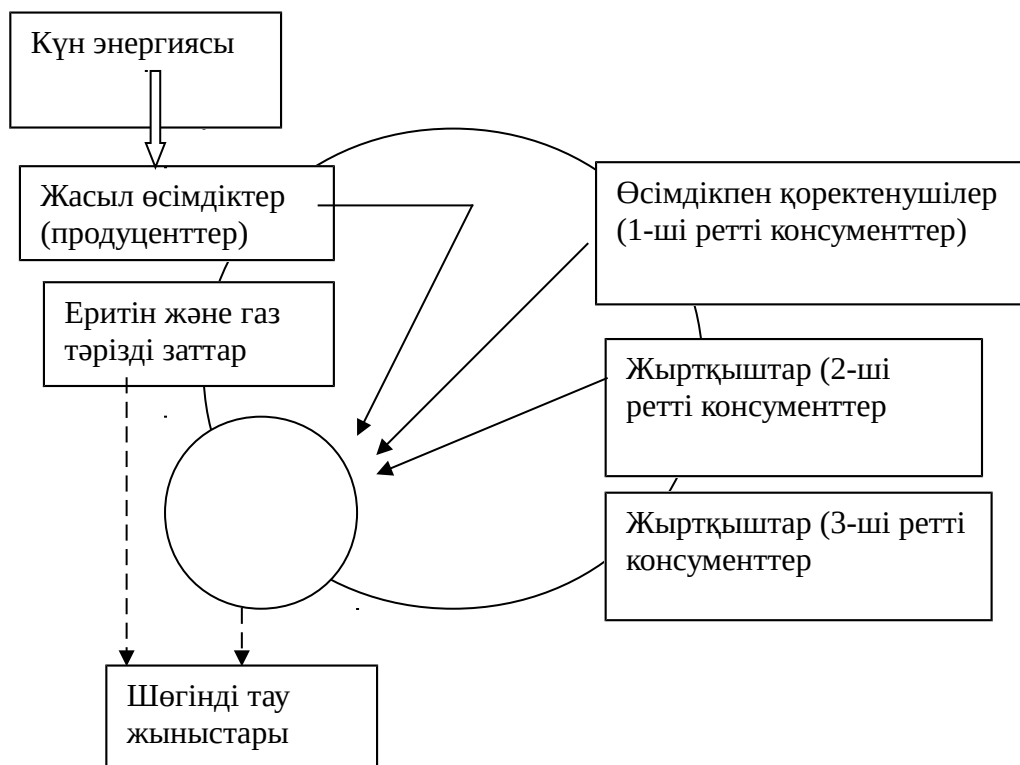 Күн энергиясы
Жасыл өсімдіктер
(продуценттер)
Өсімдікпен қоректенушілер
(1-ші ретті консументтер)
Еритін және газ
тәрізді заттар
Жыртқыштар (2-ші
ретті консументтер
Жыртқыштар (3-ші ретті
консументтер
Шөгінді тау
жыныстары